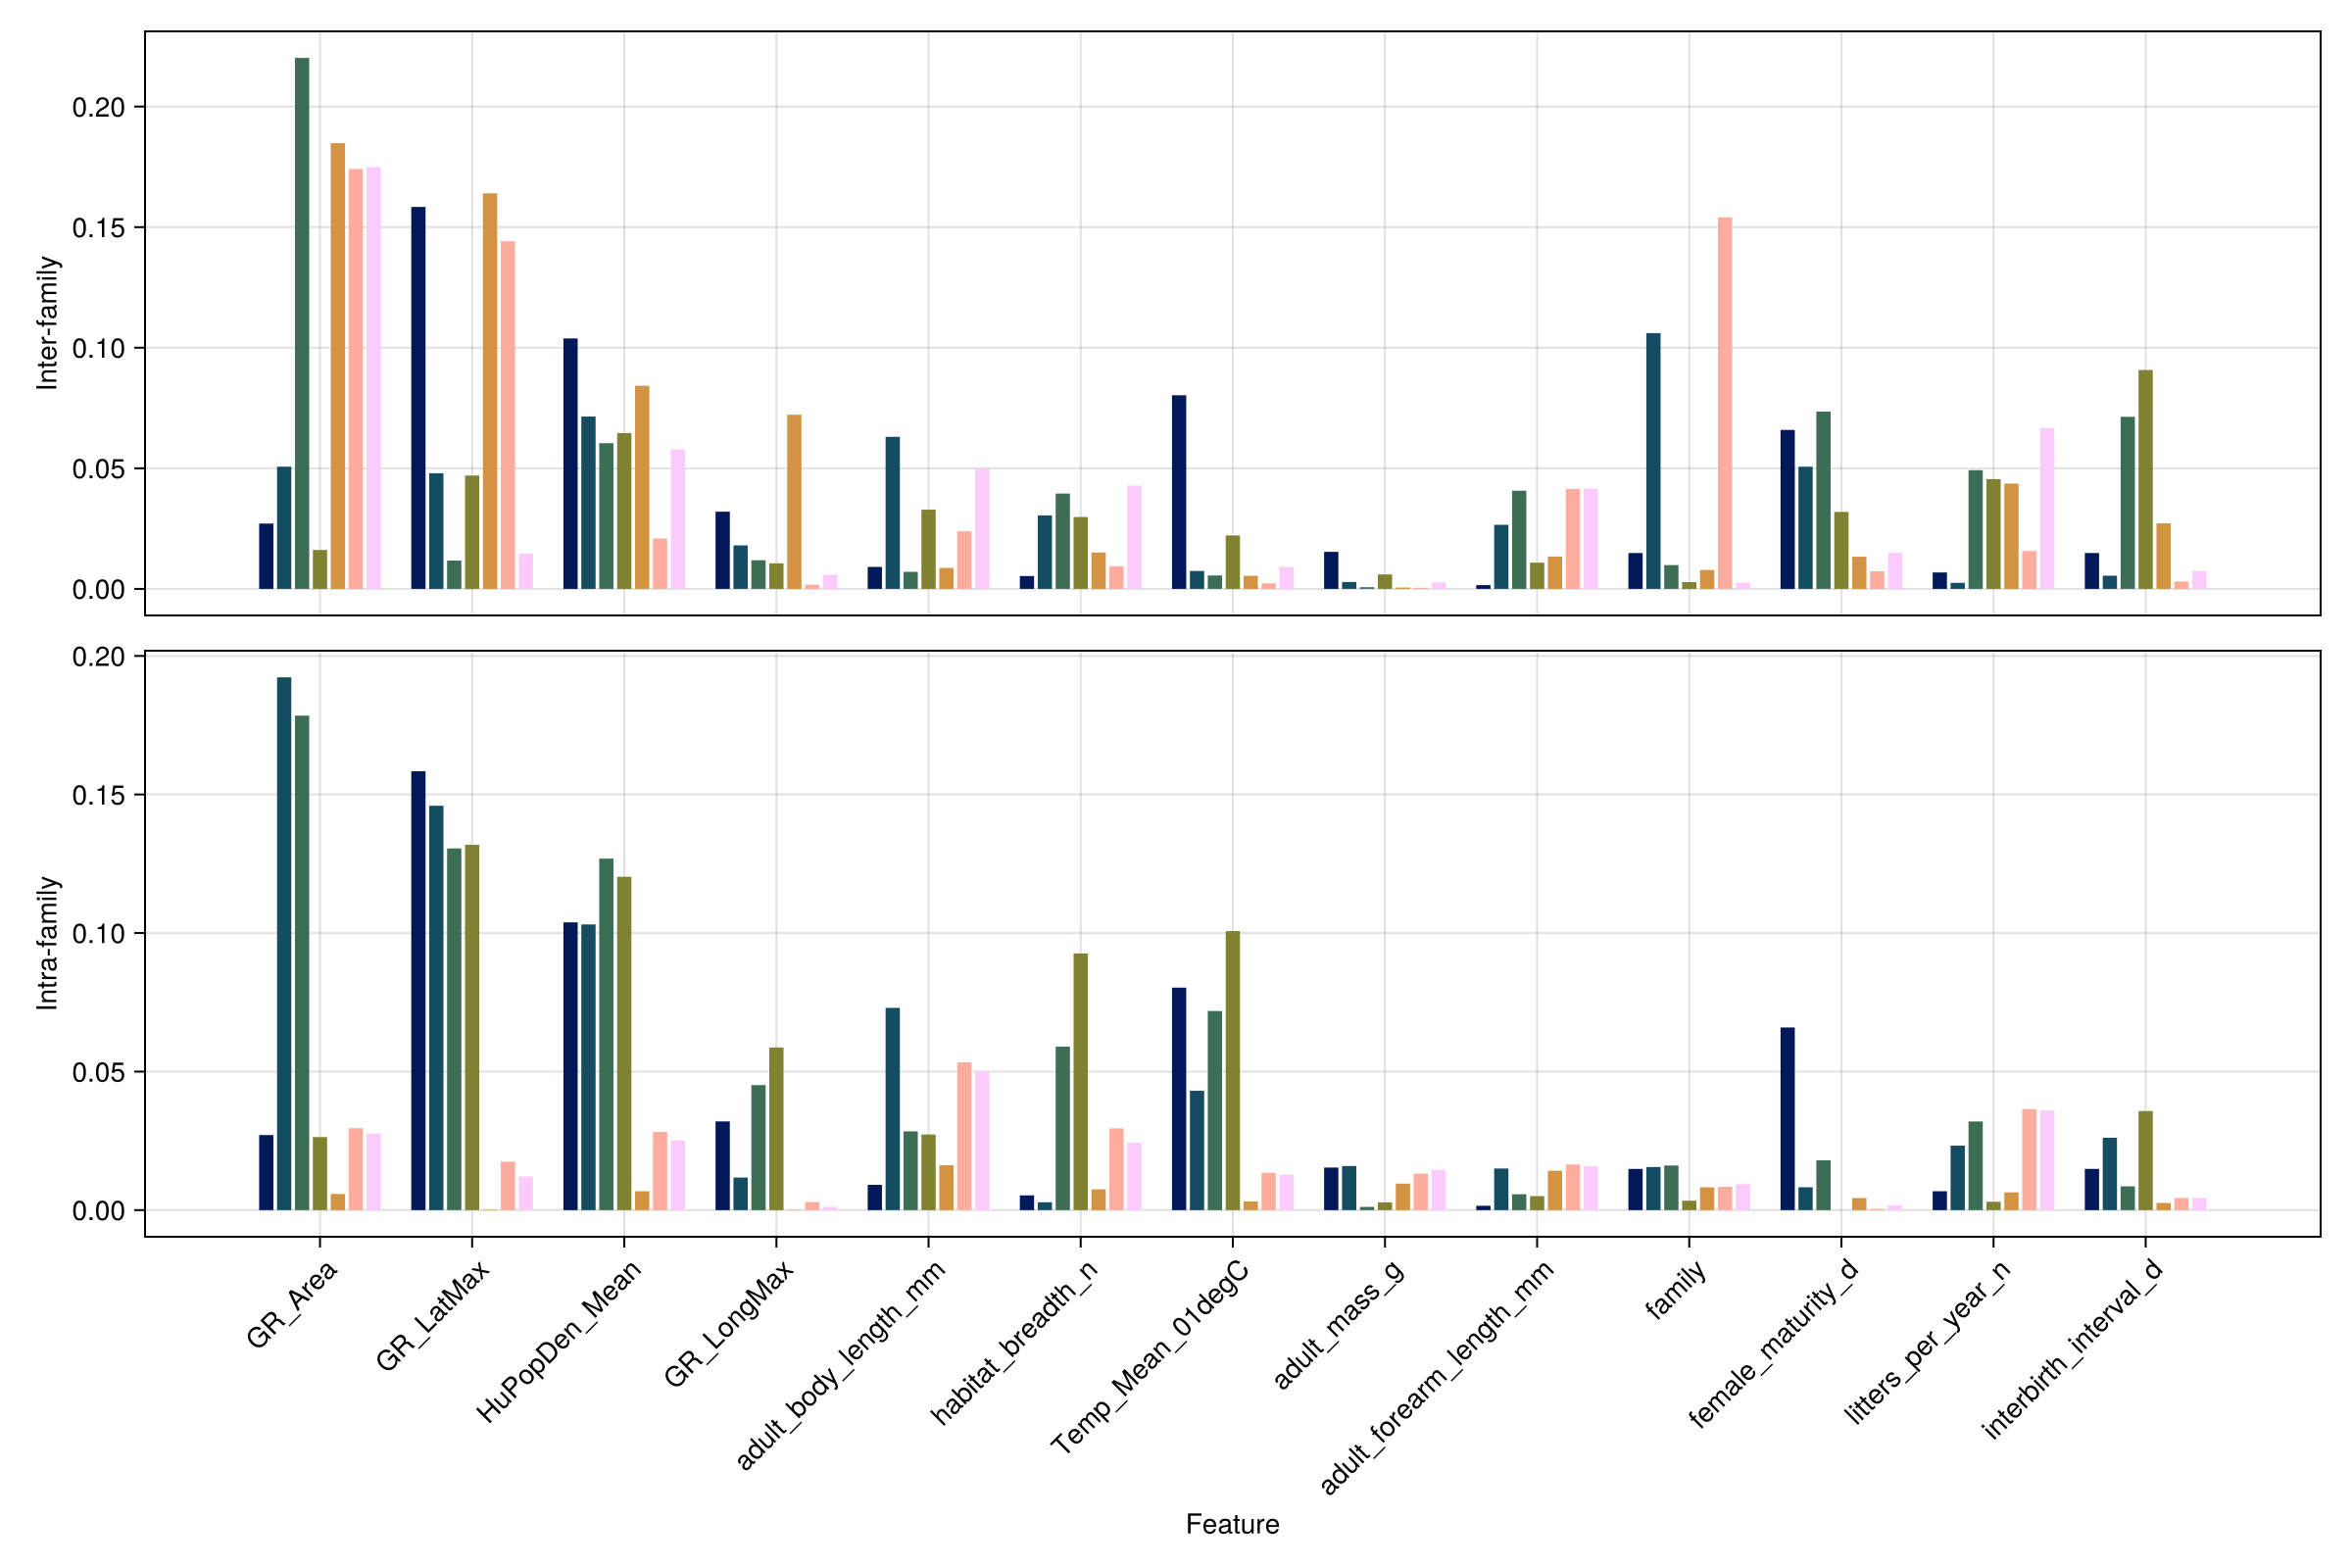 Inter-family
0.20
0.15
0.10
0.05
0.00
Intra-family
0.20
0.15
0.10
0.05
0.00
GR_Area
GR_LatMax
HuPopDen_Mean
GR_LongMax
adult_body_length_mm
habitat_breadth_n
Temp_Mean_01degC
adult_mass_g
adult_forearm_length_mm
family
female_maturity_d
litters_per_year_n
interbirth_interval_d
Feature